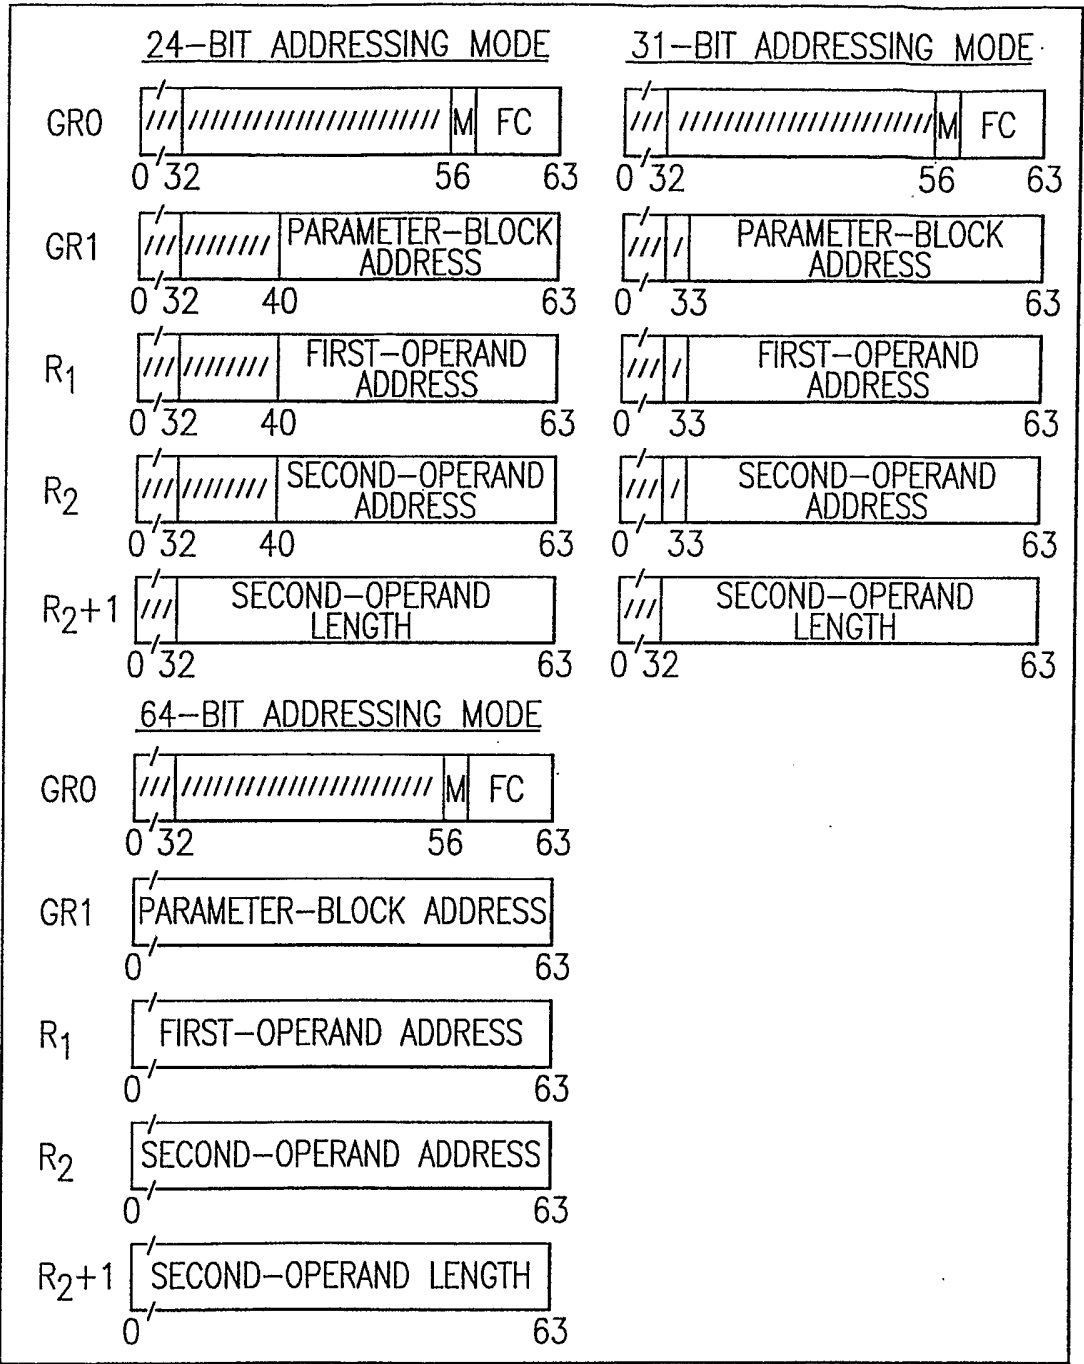 24-BIT ADDRESSING MODE
GR0 M FC
0 32 56 63
GR1 PARAMETER-BLOCK
ADDRESS
0 32 40 63
R1 FIRST-OPERAND
ADDRESS
0 32 40 63
R2 SECOND-OPERAND
ADDRESS
0 32 40 63
R2+1 SECOND-OPERAND
LENGTH
0 32 63
31-BIT ADDRESSING MODE
M FC
0 32 56 63
PARAMETER-BLOCK
ADDRESS
0 33 63
FIRST-OPERAND
ADDRESS
0 33 63
SECOND-OPERAND
ADDRESS
0 33 63
SECOND-OPERAND
LENGTH
0 32 63
64-BIT ADDRESSING MODE
GR0 M FC
0 32 56 63
GR1 PARAMETER-BLOCK ADDRESS
0 63
R1 FIRST-OPERAND ADDRESS
0 63
R2 SECOND-OPERAND ADDRESS
0 63
R2+1 SECOND-OPERAND LENGTH
0 63